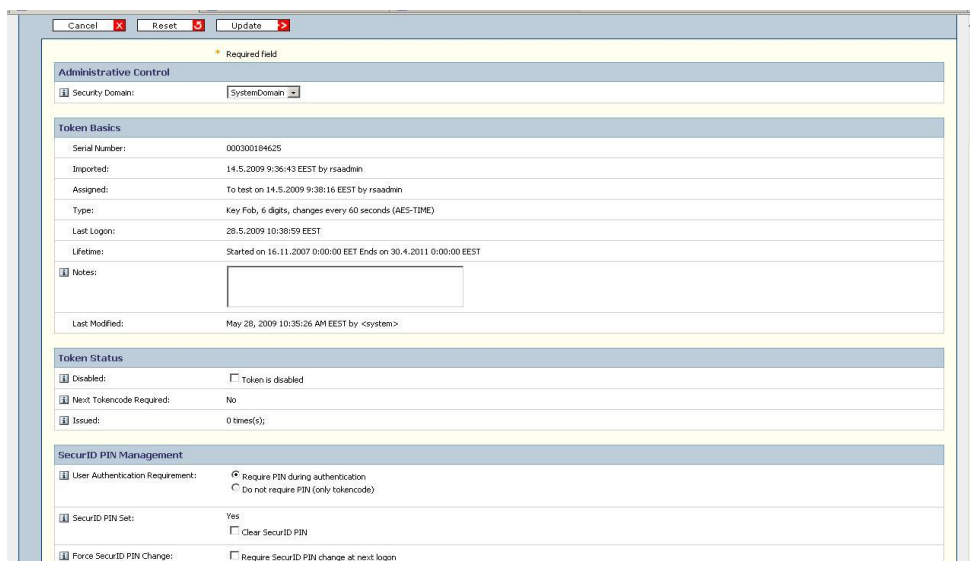 Cancel Reset Update
* Required field
Administrative Control
Security Domain: SystemDomain
Token Basics
Serial Number: 000300184625
Imported: 14.5.2009 9:36:43 EEST by rsaadmin
Assigned: To test on 14.5.2009 9:38:16 EEST by rsaadmin
Type: Key Fob, 6 digits, changes every 60 seconds (AES-TIME)
Last Logon: 28.5.2009 10:38:59 EEST
Lifetime: Started on 16.11.2007 0:00:00 EET Ends on 30.4.2011 0:00:00 EEST
Notes:
Last Modified: May 28, 2009 10:35:26 AM EEST by <system>
Token Status
Disabled: Token is disabled
Next Tokencode Required: No
Issued: 0 times(s);
SecurID PIN Management
User Authentication Requirement: Require PIN during authentication
Do not require PIN (only tokencode)
SecurID PIN Set: Yes
Clear SecurID PIN
Force SecurID PIN Change: Require SecurID PIN change at next logon